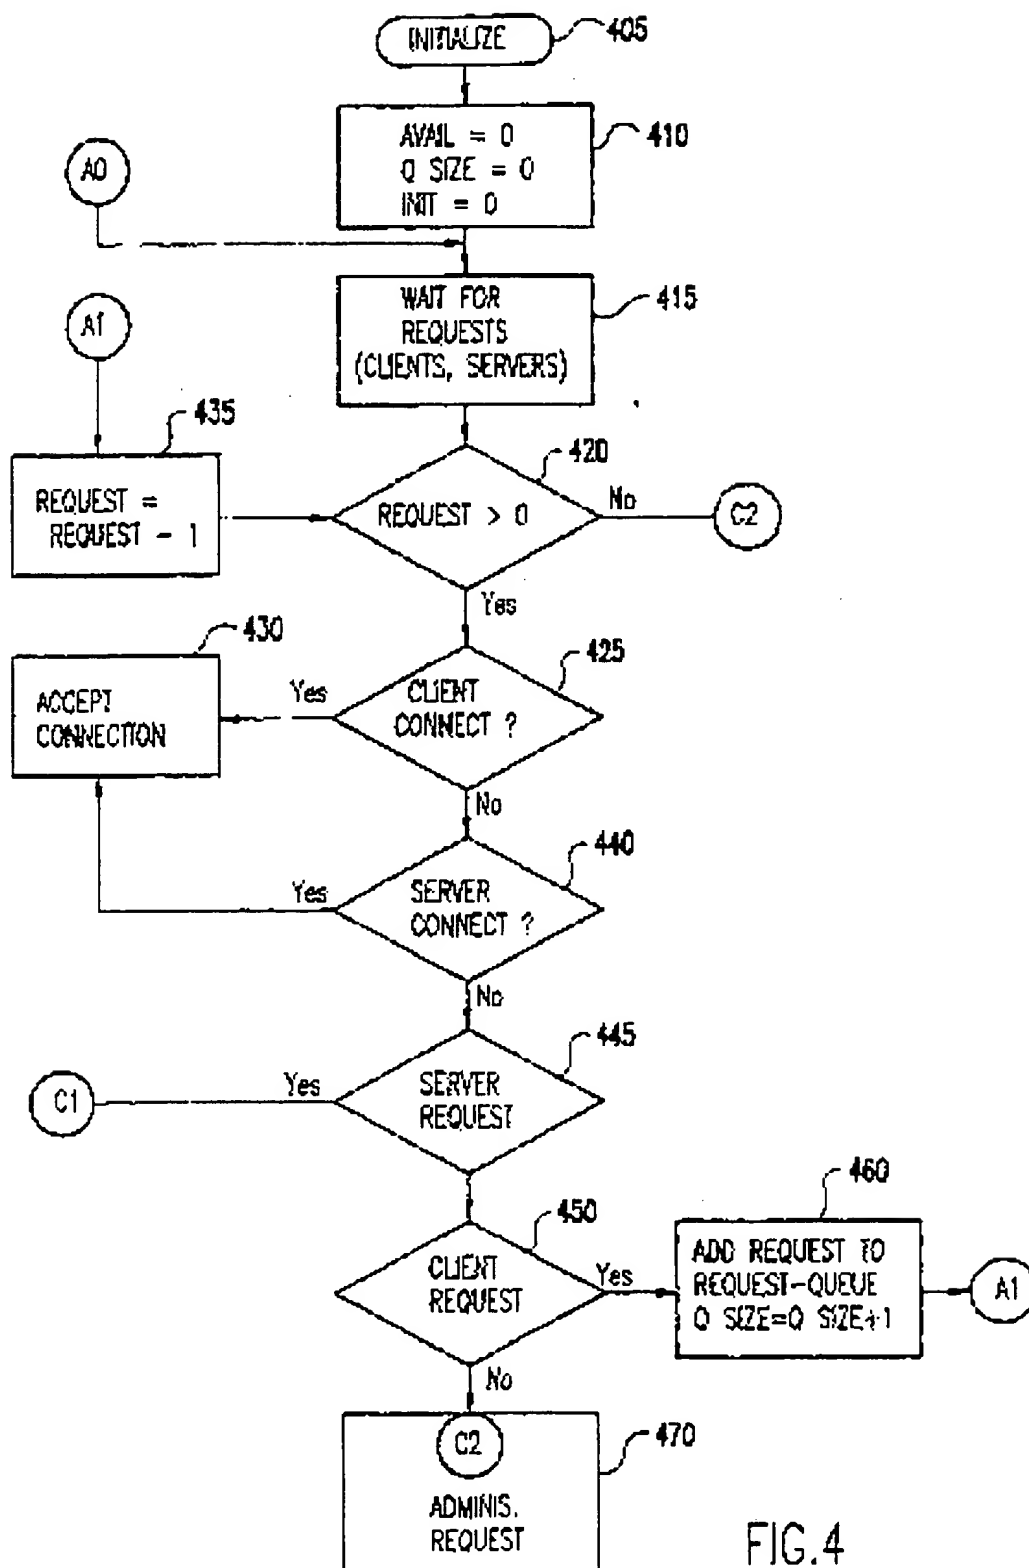 INITIALIZE
405
AVAIL = 0
Q SIZE = 0
INIT = 0
410
A0
WAIT FOR
REQUESTS
(CLIENTS, SERVERS)
415
A1
435
REQUEST =
REQUEST - 1
420
REQUEST > 0
No
C2
Yes
430
ACCEPT
CONNECTION
425
Yes
CLIENT
CONNECT ?
No
440
Yes
SERVER
CONNECT ?
No
445
C1
Yes
SERVER
REQUEST
450
CLIENT
REQUEST
Yes
460
ADD REQUEST TO
REQUEST-QUEUE
Q SIZE=Q SIZE+1
A1
No
C2
470
ADMINIS.
REQUEST
FIG.4